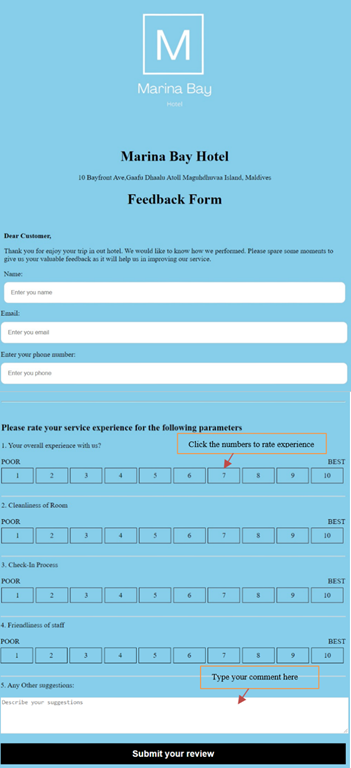 M
Marina Bay
Hotel
Marina Bay Hotel
10 Bayfront Ave,Gaafu Dhaalu Atoll Magudhdhuvaa Island, Maldives
Feedback Form
Dear Customer,
Thank you for enjoy your trip in out hotel. We would to like to know how we performed. Please spare some moments to
give us your valuable feedback as it will help us in improving our service.
Name:
Enter you name
Email:
Enter you email
Enter your phone number:
Enter you phone
Please rate your service experience for the following parameters
1. Your overall experience with us?
Click the numbers to rate experience
POOR BEST
1 2 3 4 5 6 7 8 9 10
2. Cleanliness of Room
POOR BEST
1 2 3 4 5 6 7 8 9 10
3. Check-In Process
POOR BEST
1 2 3 4 5 6 7 8 9 10
4. Friendliness of staff
POOR BEST
1 2 3 4 5 6 7 8 9 10
5. Any Other suggestions:
Type your comment here
Describe your suggestions
Submit your review